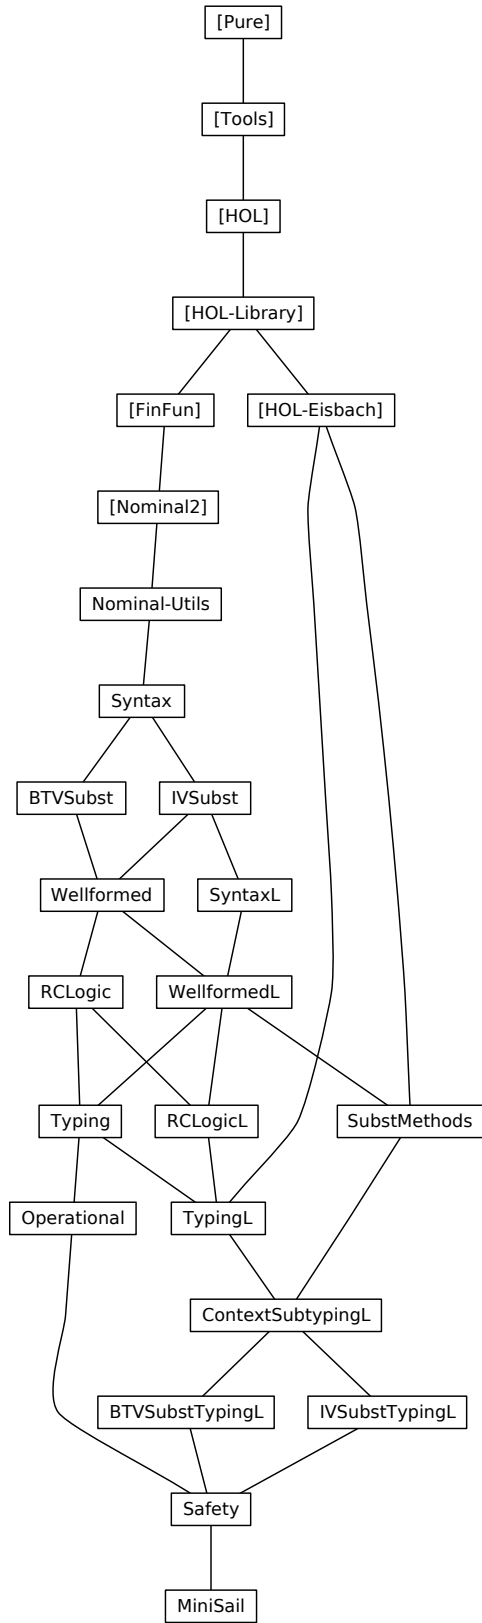 [Pure]
[Tools]
[HOL]
[HOL-Library]
[FinFun]
[HOL-Eisbach]
[Nominal2]
Nominal-Utils
Syntax
BTVSubst
IVSubst
Wellformed
SyntaxL
RCLogic
WellformedL
Typing
RCLogicL
SubstMethods
Operational
TypingL
ContextSubtypingL
BTVSubstTypingL
IVSubstTypingL
Safety
MiniSail